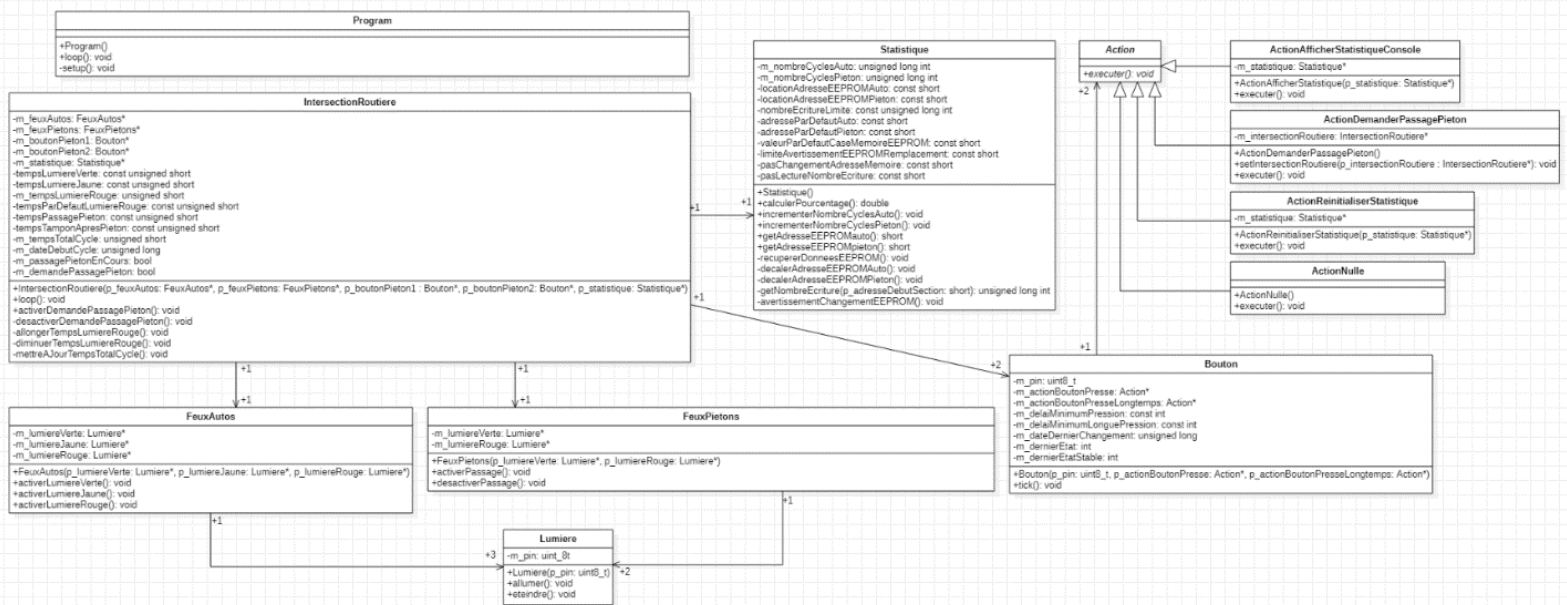 Program
+Program()
+loop(): void
-setup(): void
IntersectionRoutiere
-m_feuxAutos: FeuxAutos*
-m_feuxPietons: FeuxPietons*
-m_boutonPieton1: Bouton*
-m_boutonPieton2: Bouton*
-m_statistique: Statistique*
-tempsLumiereVerte: const unsigned short
-tempsLumiereJaune: const unsigned short
-m_tempsLumiereRouge: unsigned short
-tempsParDefautLumiereRouge: const unsigned short
-tempsPassagePieton: const unsigned short
-tempsTamponApresPieton: const unsigned short
-m_tempsTotalCycle: unsigned short
-m_dateDebutCycle: unsigned long
-m_passagePietonEnCours: bool
-m_demandePassagePieton: bool
+IntersectionRoutiere(p_feuxAutos: FeuxAutos*, p_feuxPietons: FeuxPietons*, p_boutonPieton1 : Bouton*, p_boutonPieton2: Bouton*, p_statistique: Statistique*)
+loop(): void
+activerDemandePassagePieton(): void
-desactiverDemandePassagePieton(): void
-allongerTempsLumiereRouge(): void
-diminuerTempsLumiereRouge(): void
-mettreAJourTempsTotalCycle(): void
+1
+1
Statistique
-m_nombreCyclesAuto: unsigned long int
-m_nombreCyclesPieton: unsigned long int
-locationAdresseEEPROMAuto: const short
-locationAdresseEEPROMPieton: const short
-nombreEcritureLimite: const unsigned long int
-adresseParDefautAuto: const short
-adresseParDefautPieton: const short
-valeurParDefautCaseMemoireEEPROM: const short
-limiteAvertissementEEPROMRemplacement: const short
-pasChangementAdresseMemoire: const short
-pasLectureNombreEcriture: const short
+Statistique()
+calculerPourcentage(): double
+incrementerNombreCyclesAuto(): void
+incrementerNombreCyclesPieton(): void
+getAdresseEEPROMauto(): short
+getAdresseEEPROMpieton(): short
-recupererDonneesEEPROM(): void
-decalerAdresseEEPROMAuto(): void
-decalerAdresseEEPROMPieton(): void
-getNombreEcriture(p_adresseDebutSection: short): unsigned long int
-avertissementChangementEEPROM(): void
Action
+executer(): void
+2
ActionAfficherStatistiqueConsole
-m_statistique: Statistique*
+ActionAfficherStatistique(p_statistique: Statistique*)
+executer(): void
ActionDemanderPassagePieton
-m_intersectionRoutiere: IntersectionRoutiere*
+ActionDemanderPassagePieton()
+setIntersectionRoutiere(p_intersectionRoutiere : IntersectionRoutiere*): void
+executer(): void
ActionReinitialiserStatistique
-m_statistique: Statistique*
+ActionReinitialiserStatistique(p_statistique: Statistique*)
+executer(): void
ActionNulle
+ActionNulle()
+executer(): void
+1
+2
+1
Bouton
-m_pin: uint8_t
-m_actionBoutonPresse: Action*
-m_actionBoutonPresseLongtemps: Action*
-m_delaiMinimumPression: const int
-m_delaiMinimumLonguePression: const int
-m_dateDernierChangement: unsigned long
-m_dernierEtat: int
-m_dernierEtatStable: int
+Bouton(p_pin: uint8_t, p_actionBoutonPresse: Action*, p_actionBoutonPresseLongtemps: Action*)
+tick(): void
+1
+1
+1
+1
FeuxAutos
-m_lumiereVerte: Lumiere*
-m_lumiereJaune: Lumiere*
-m_lumiereRouge: Lumiere*
+FeuxAutos(p_lumiereVerte: Lumiere*, p_lumiereJaune: Lumiere*, p_lumiereRouge: Lumiere*)
+activerLumiereVerte(): void
+activerLumiereJaune(): void
+activerLumiereRouge(): void
FeuxPietons
-m_lumiereVerte: Lumiere*
-m_lumiereRouge: Lumiere*
+FeuxPietons(p_lumiereVerte: Lumiere*, p_lumiereRouge: Lumiere*)
+activerPassage(): void
+desactiverPassage(): void
+1
+1
+3
+2
Lumiere
-m_pin: uint_8t
+Lumiere(p_pin: uint8_t)
+allumer(): void
+eteindre(): void